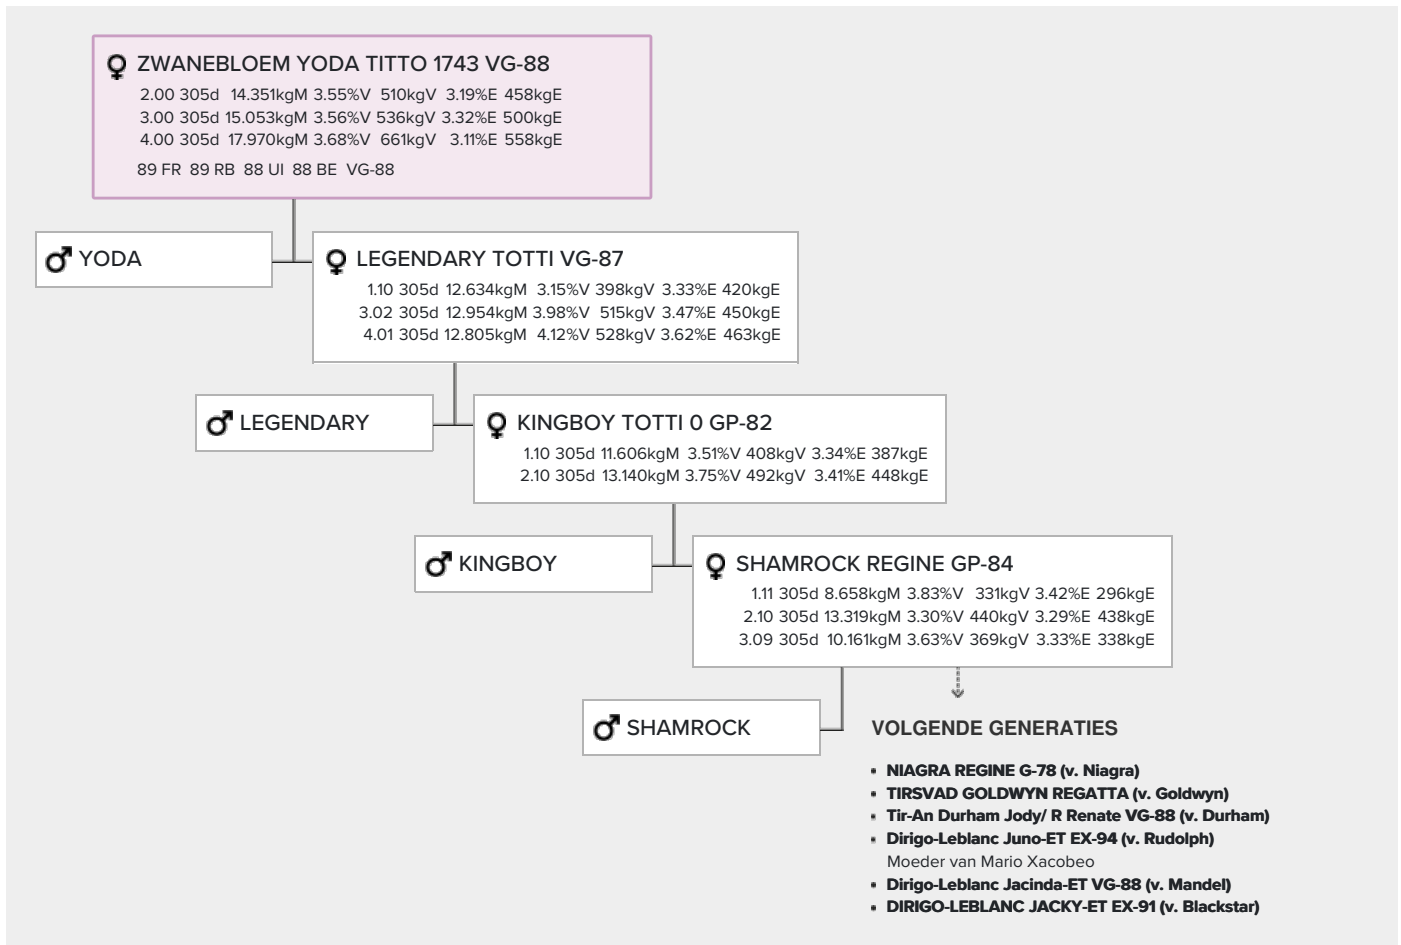 ZWANEBLOEM YODA TITTO 1743 VG-88
2.00 305d 14.351kgM 3.55%V 510kgV 3.19%E 458kgE
3.00 305d 15.053kgM 3.56%V 536kgV 3.32%E 500kgE
4.00 305d 17.970kgM 3.68%V 661kgV 3.11%E 558kgE
89 FR 89 RB 88 UI 88 BE VG-88
YODA
LEGENDARY TOTTI VG-87
1.10 305d 12.634kgM 3.15%V 398kgV 3.33%E 420kgE
3.02 305d 12.954kgM 3.98%V 515kgV 3.47%E 450kgE
4.01 305d 12.805kgM 4.12%V 528kgV 3.62%E 463kgE
LEGENDARY
KINGBOY TOTTI 0 GP-82
1.10 305d 11.606kgM 3.51%V 408kgV 3.34%E 387kgE
2.10 305d 13.140kgM 3.75%V 492kgV 3.41%E 448kgE
KINGBOY
SHAMROCK REGINE GP-84
1.11 305d 8.658kgM 3.83%V 331kgV 3.42%E 296kgE
2.10 305d 13.319kgM 3.30%V 440kgV 3.29%E 438kgE
3.09 305d 10.161kgM 3.63%V 369kgV 3.33%E 338kgE
SHAMROCK
VOLGENDE GENERATIES
• NIAGRA REGINE G-78 (v. Niagra)
• TIRSVAD GOLDWYN REGATTA (v. Goldwyn)
• Tir-An Durham Jody/ R Renate VG-88 (v. Durham)
• Dirigo-Leblanc Juno-ET EX-94 (v. Rudolph)
Moeder van Mario Xacobeo
• Dirigo-Leblanc Jacinda-ET VG-88 (v. Mandel)
• DIRIGO-LEBLANC JACKY-ET EX-91 (v. Blackstar)